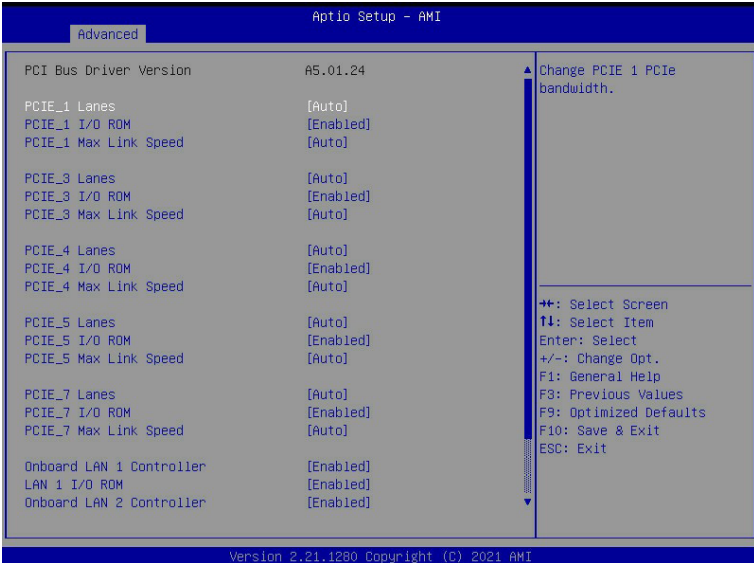 Aptio Setup – AMI
Advanced
PCI Bus Driver Version A5.01.24
PCIE_1 Lanes [Auto]
PCIE_1 I/O ROM [Enabled]
PCIE_1 Max Link Speed [Auto]
PCIE_3 Lanes [Auto]
PCIE_3 I/O ROM [Enabled]
PCIE_3 Max Link Speed [Auto]
PCIE_4 Lanes [Auto]
PCIE_4 I/O ROM [Enabled]
PCIE_4 Max Link Speed [Auto]
PCIE_5 Lanes [Auto]
PCIE_5 I/O ROM [Enabled]
PCIE_5 Max Link Speed [Auto]
PCIE_7 Lanes [Auto]
PCIE_7 I/O ROM [Enabled]
PCIE_7 Max Link Speed [Auto]
Onboard LAN 1 Controller [Enabled]
LAN 1 I/O ROM [Enabled]
Onboard LAN 2 Controller [Enabled]
Change PCIE 1 PCIe
bandwidth.
→←: Select Screen
↑↓: Select Item
Enter: Select
+/-: Change Opt.
F1: General Help
F3: Previous Values
F9: Optimized Defaults
F10: Save & Exit
ESC: Exit
Version 2.21.1280 Copyright (C) 2021 AMI